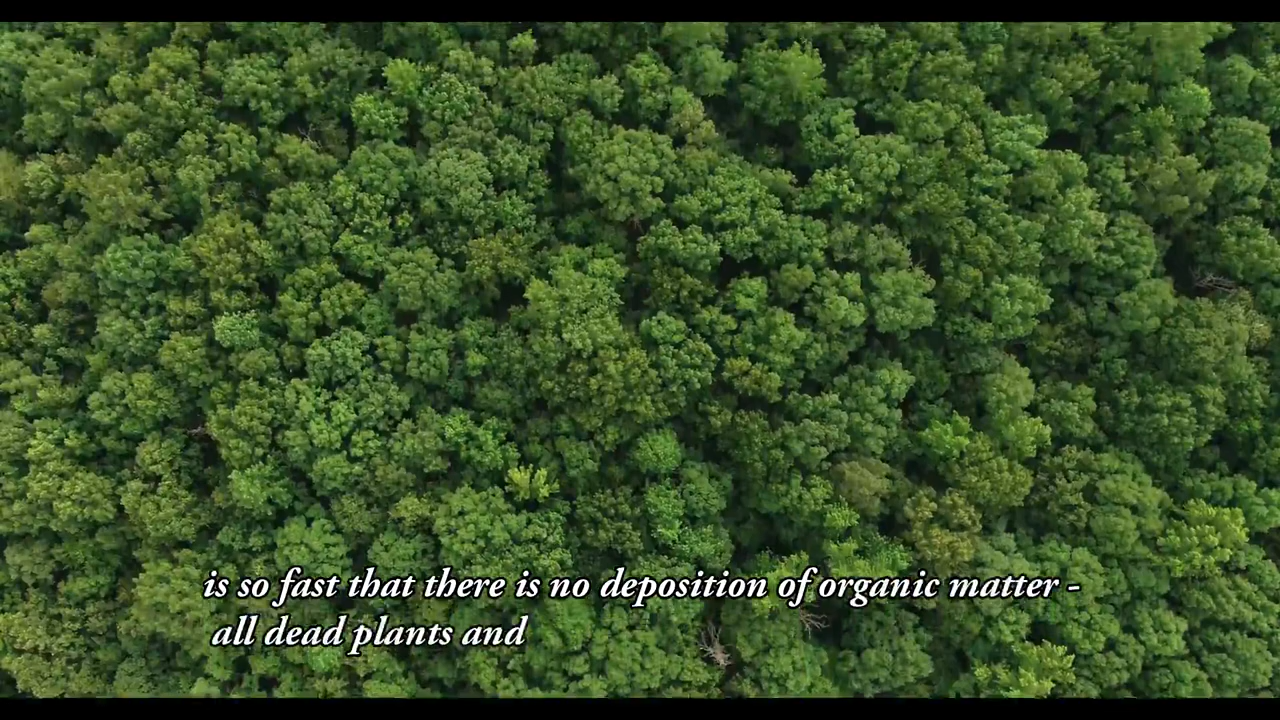 is so fast that there is no deposition of organic matter -
all dead plants and